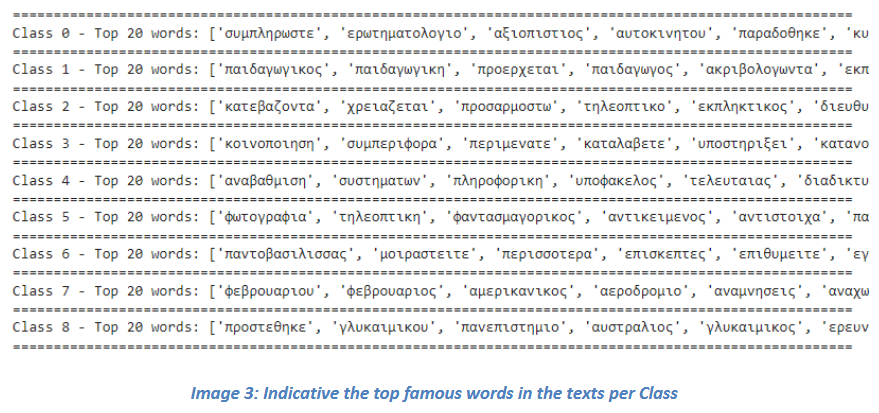 ====================================================================================
Class 0 - Top 20 words: ['συμπληρωστε', 'ερωτηματολογιο', 'αξιοπιστιος', 'αυτοκινητου', 'παραδοθηκε', 'κυ
====================================================================================
Class 1 - Top 20 words: ['παιδαγωγικος', 'παιδαγωγικη', 'προερχεται', 'παιδαγωγος', 'ακριβολογωντα', 'εκπ
====================================================================================
Class 2 - Top 20 words: ['κατεβαζοντα', 'χρειαζεται', 'προσαρμοστω', 'τηλεοπτικο', 'εκπληκτικος', 'διευθυ
====================================================================================
Class 3 - Top 20 words: ['κοινοποιηση', 'συμπεριφορα', 'περιμενατε', 'καταλαβετε', 'υποστηριξει', 'κατανο
====================================================================================
Class 4 - Top 20 words: ['αναβαθμιση', 'συστηματων', 'πληροφορικη', 'υποφακελος', 'τελευταιας', 'διαδικτυ
====================================================================================
Class 5 - Top 20 words: ['φωτογραφια', 'τηλεοπτικη', 'φαντασμαγορικος', 'αντικειμενος', 'αντιστοιχα', 'πα
====================================================================================
Class 6 - Top 20 words: ['παντοβασιλισσας', 'μοιραστειτε', 'περισσοτερα', 'επισκεπτες', 'επιθυμειτε', 'εγ
====================================================================================
Class 7 - Top 20 words: ['φεβρουαριου', 'φεβρουαριος', 'αμερικανικος', 'αεροδρομιο', 'αναμνησεις', 'αναχω
====================================================================================
Class 8 - Top 20 words: ['προστεθηκε', 'γλυκαιμικου', 'πανεπιστημιο', 'αυστραλιος', 'γλυκαιμικος', 'ερευν
====================================================================================
Image 3: Indicative the top famous words in the texts per Class